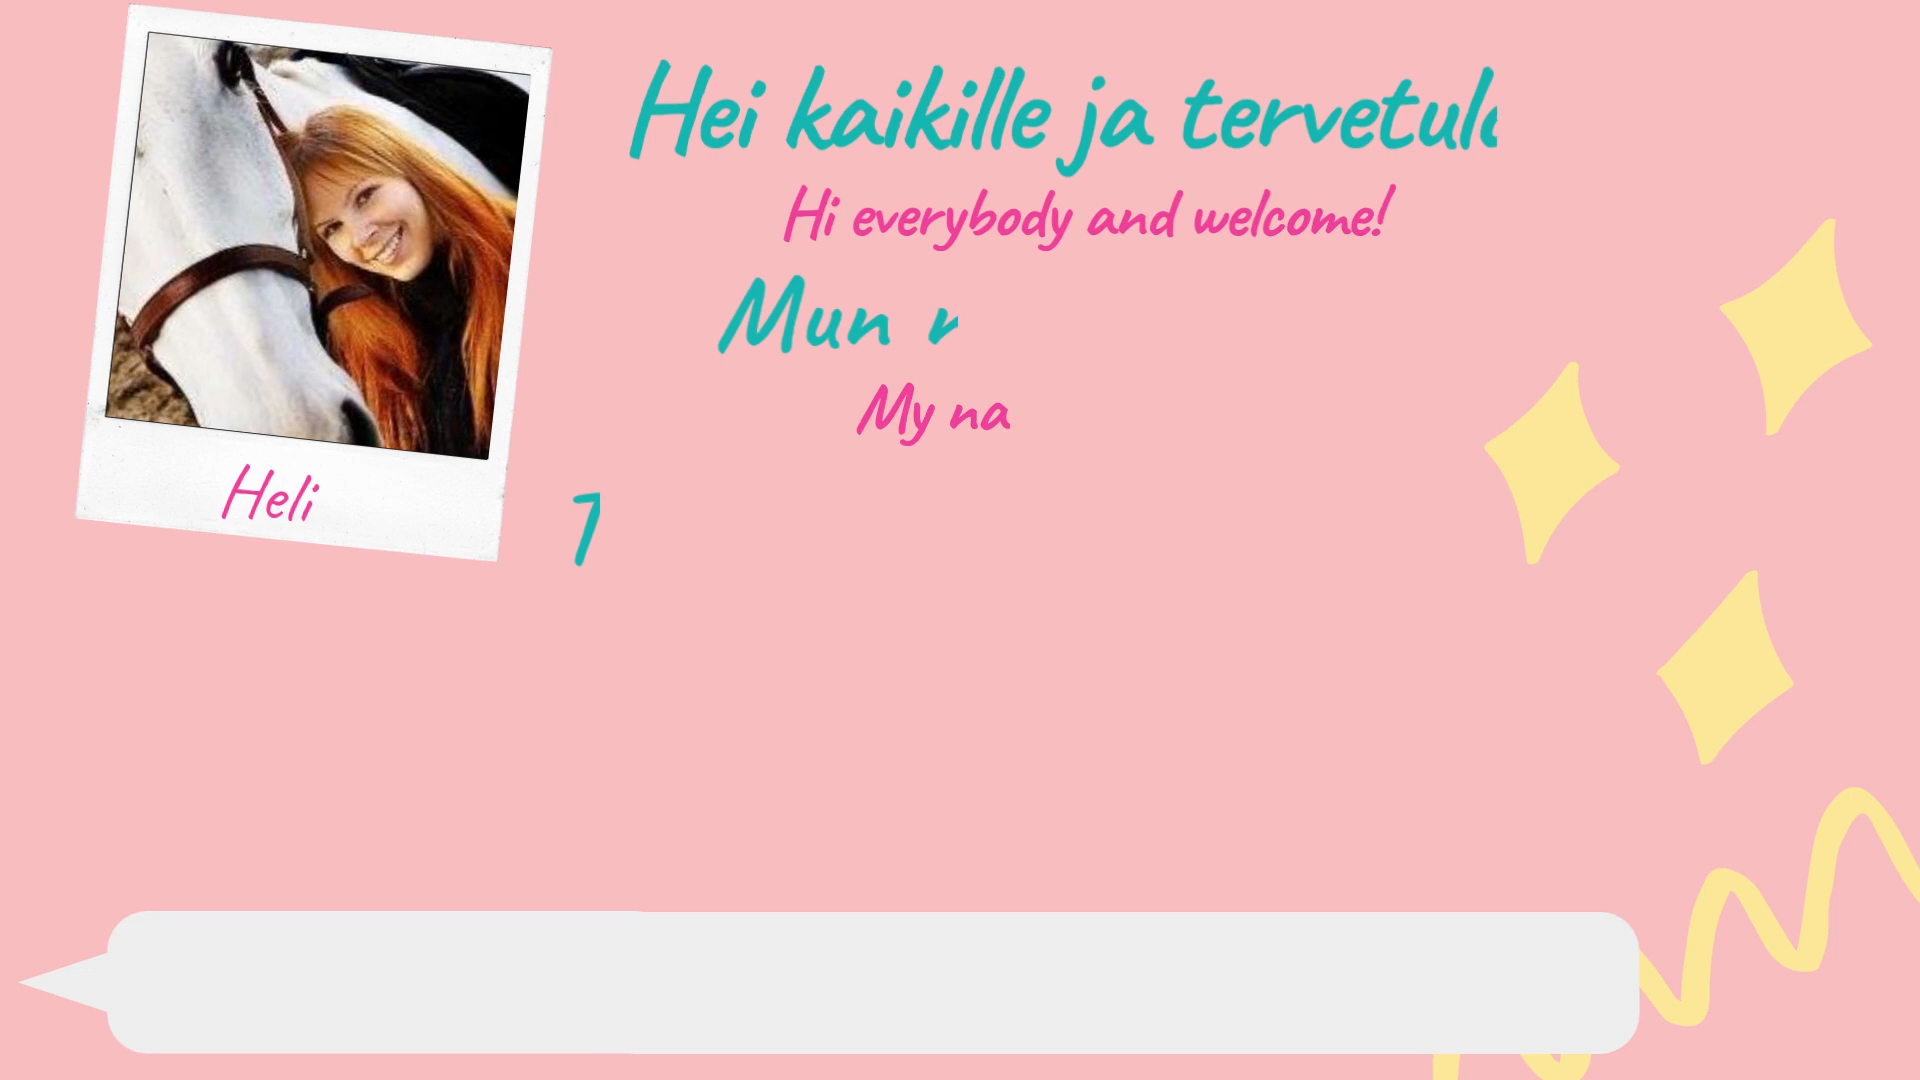 Hei kaikille ja tervetul
Hi everybody and welcome!
Mun
My na
Heli